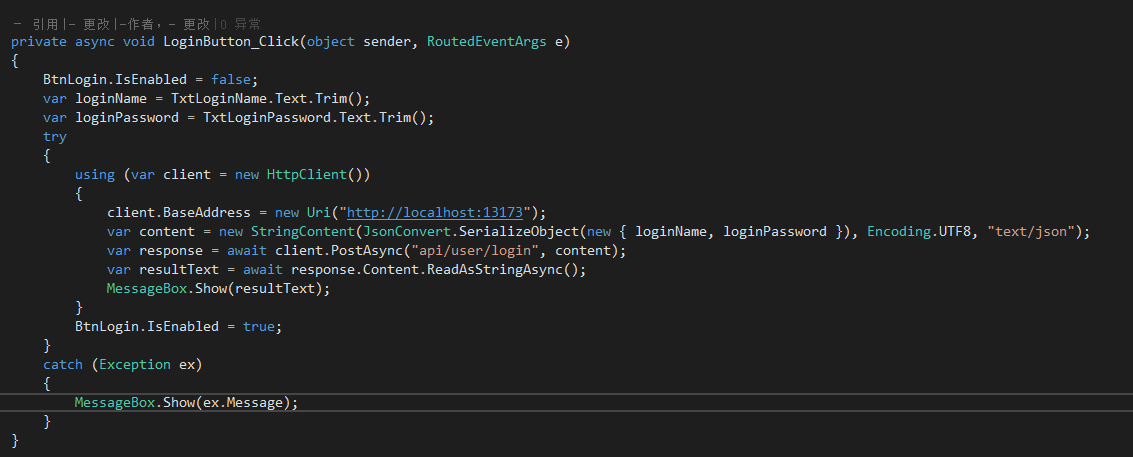 - 引用|- 更改|-作者, - 更改|0 异常
private async void LoginButton_Click(object sender, RoutedEventArgs e)
{
    BtnLogin.IsEnabled = false;
    var loginName = TxtLoginName.Text.Trim();
    var loginPassword = TxtLoginPassword.Text.Trim();
    try
    {
        using (var client = new HttpClient())
        {
            client.BaseAddress = new Uri("http://localhost:13173");
            var content = new StringContent(JsonConvert.SerializeObject(new { loginName, loginPassword }), Encoding.UTF8, "text/json");
            var response = await client.PostAsync("api/user/login", content);
            var resultText = await response.Content.ReadAsStringAsync();
            MessageBox.Show(resultText);
        }
        BtnLogin.IsEnabled = true;
    }
    catch (Exception ex)
    {
        MessageBox.Show(ex.Message);
    }
}